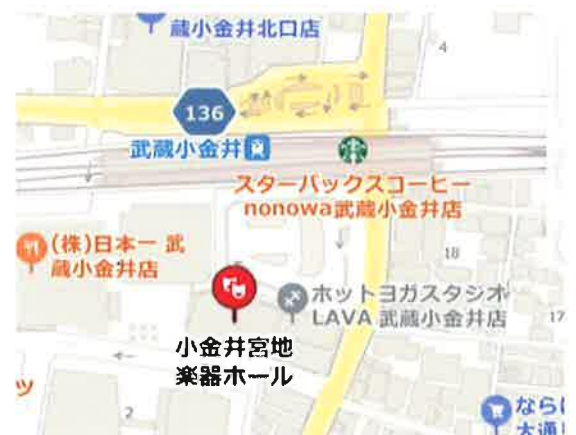 蔵小金井北口店
4
136
武蔵小金井
スターバックスコーヒー
nonowa武蔵小金井店
(株)日本一 武
蔵小金井店
18
ホットヨガスタジオ
LAVA 武蔵小金井店
17
小金井宮地
楽器ホール
ツ
2
なら
大通